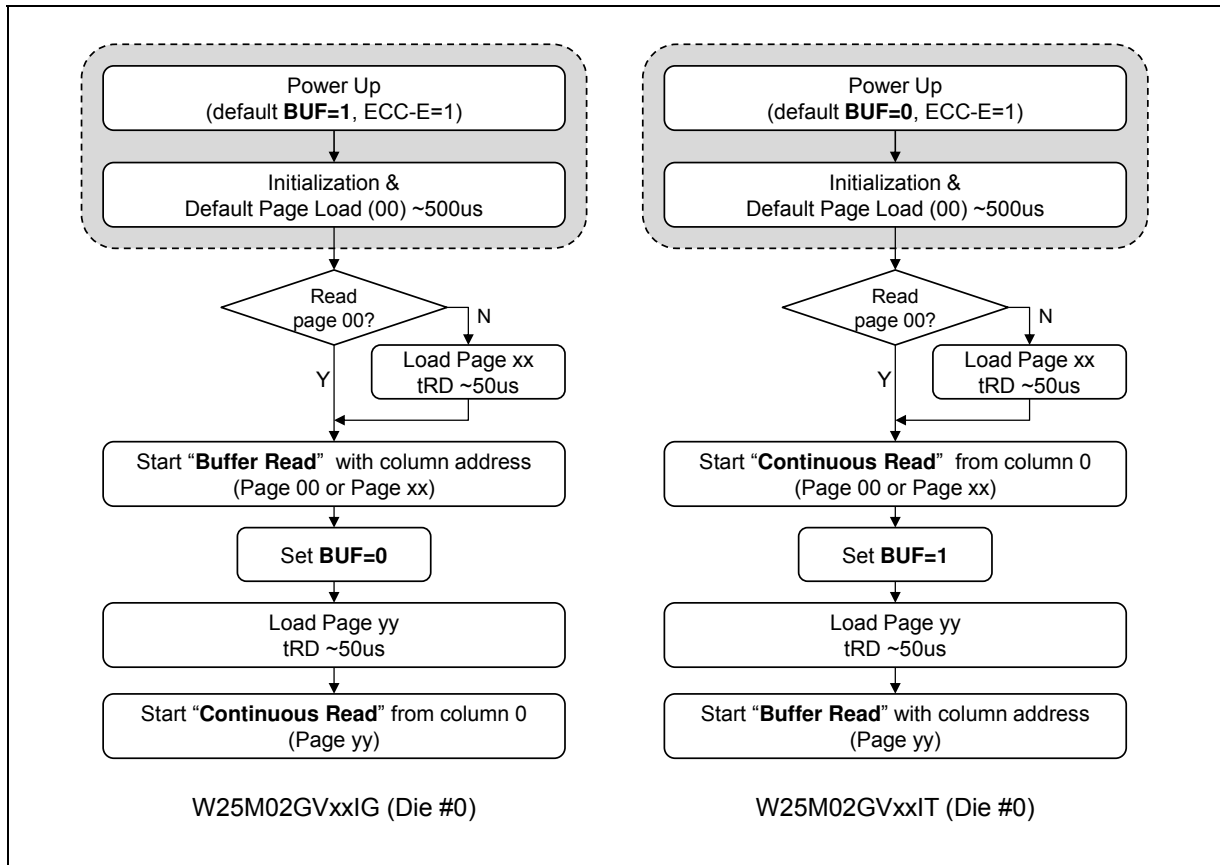 Power Up
(default BUF=1, ECC-E=1)
Initialization &
Default Page Load (00) ~500us
Read
page 00?
N
Load Page xx
tRD ~50us
Y
Start “Buffer Read” with column address
(Page 00 or Page xx)
Set BUF=0
Load Page yy
tRD ~50us
Start “Continuous Read” from column 0
(Page yy)
W25M02GVxxIG (Die #0)
Power Up
(default BUF=0, ECC-E=1)
Initialization &
Default Page Load (00) ~500us
Read
page 00?
N
Load Page xx
tRD ~50us
Y
Start “Continuous Read” from column 0
(Page 00 or Page xx)
Set BUF=1
Load Page yy
tRD ~50us
Start “Buffer Read” with column address
(Page yy)
W25M02GVxxIT (Die #0)